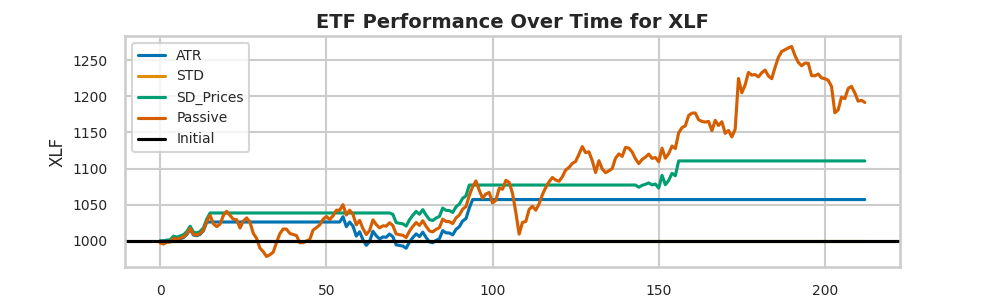 ETF Performance Over Time for XLF
XLF
1250
1200
1150
1100
1050
1000
ATR
STD
SD_Prices
Passive
Initial
0
50
100
150
200